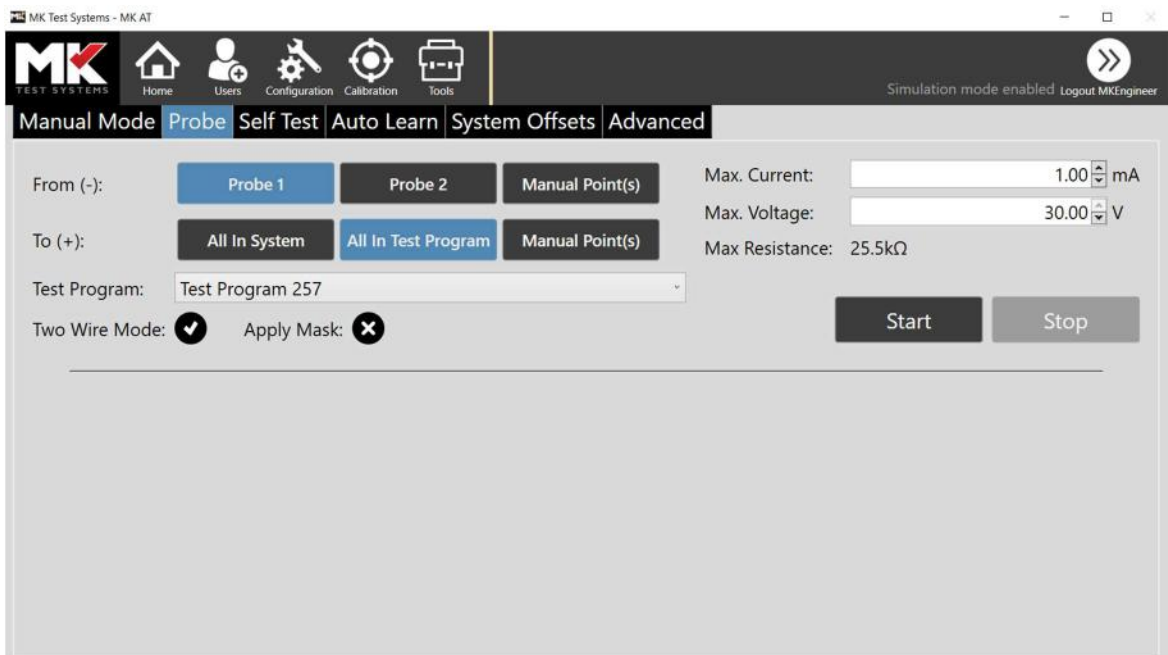 MK Test Systems - MK AT
MK
TEST SYSTEMS
Home Users Configuration Calibration Tools
Simulation mode enabled Logout MKEngineer
Manual Mode Probe Self Test Auto Learn System Offsets Advanced
From (-): Probe 1 Probe 2 Manual Point(s) Max. Current: 1.00 mA
Max. Voltage: 30.00 V
To (+): All In System All In Test Program Manual Point(s) Max Resistance: 25.5kΩ
Test Program: Test Program 257
Two Wire Mode: Apply Mask: Start Stop